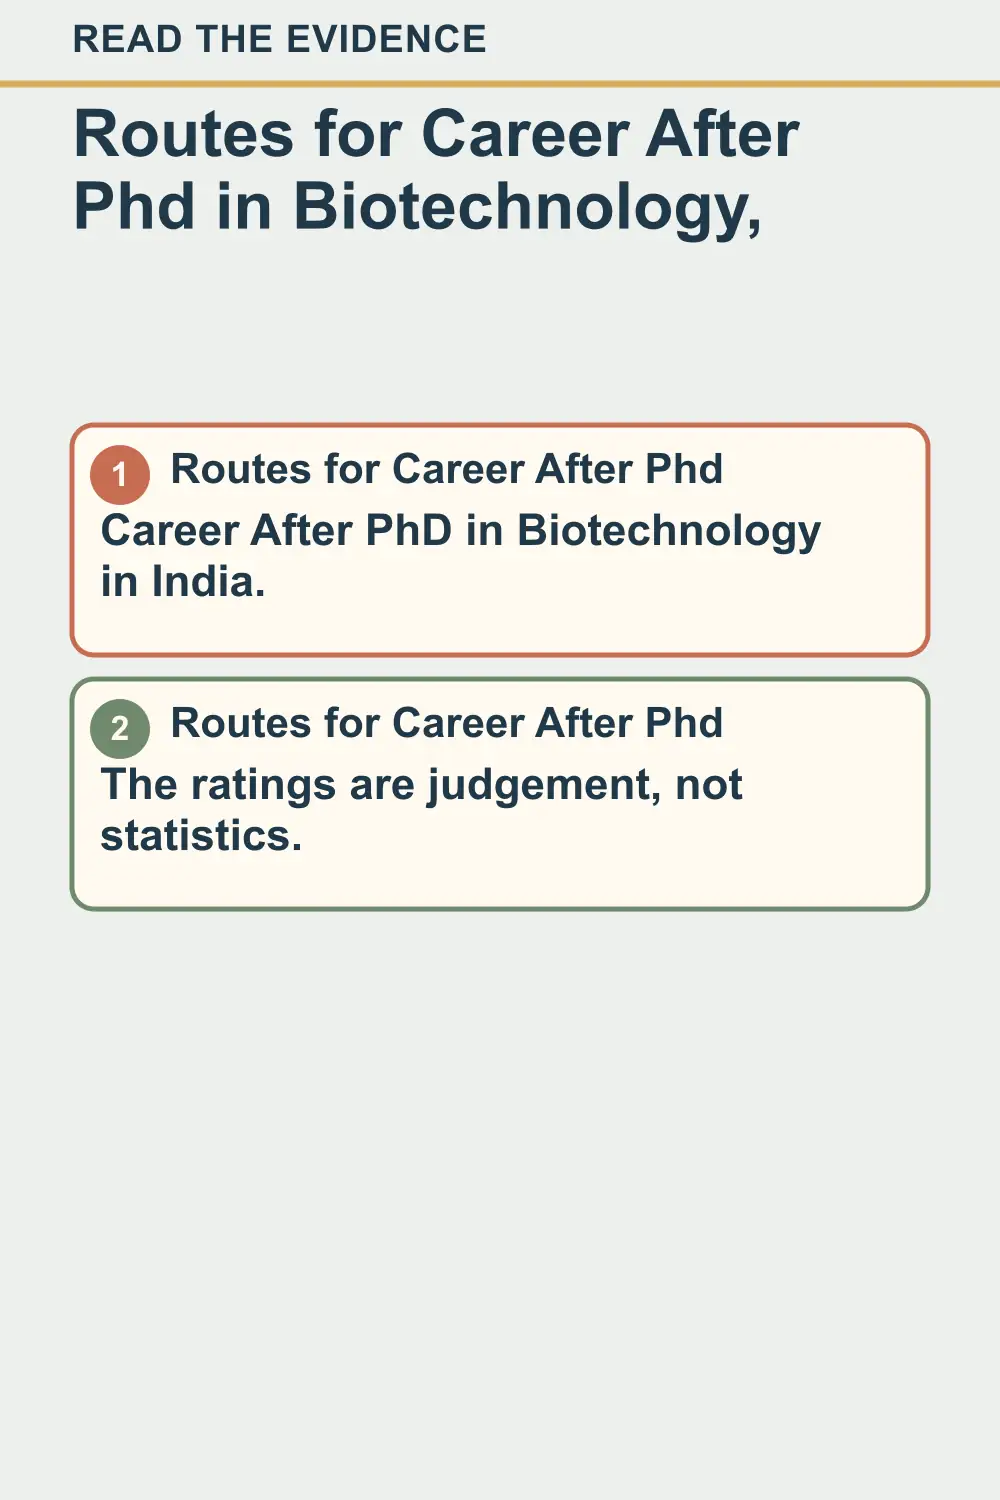 READ THE EVIDENCE
Routes for Career After
Phd in Biotechnology,
1 Routes for Career After Phd
Career After PhD in Biotechnology
in India.
2 Routes for Career After Phd
The ratings are judgement, not
statistics.